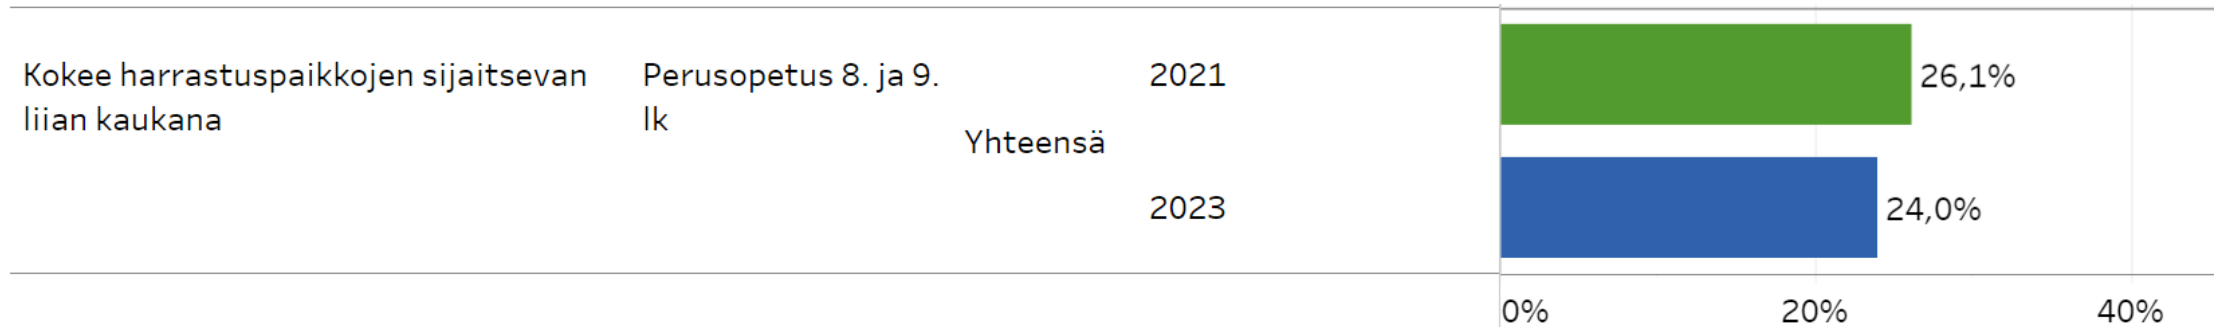 Kokee harrastuspaikkojen sijaitsevan
liian kaukana
Perusopetus 8. ja 9.
lk
Yhteensä
2021
26,1%
2023
24,0%
0%
20%
40%